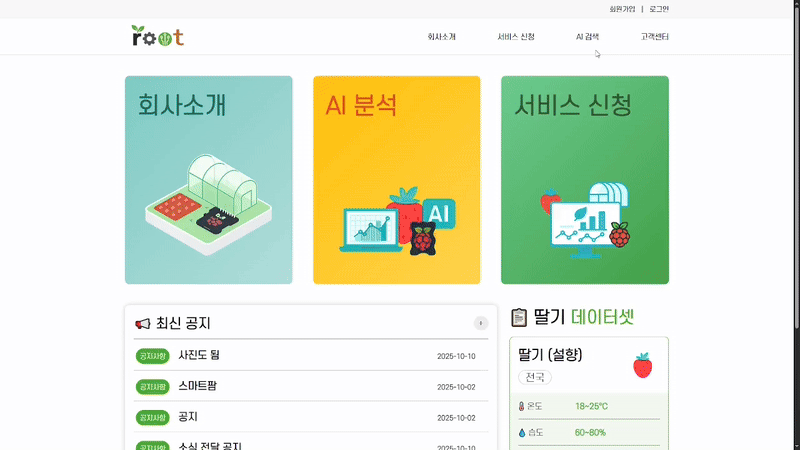 회원가입 | 로그인
root
회사소개 서비스 신청 AI 검색 고객센터
회사소개
AI 분석
서비스 신청
AI
최신 공지
공지사항 사진도 됨 2025-10-10
공지사항 스마트팜 2025-10-02
공지사항 공지 2025-10-02
공지사항 소식 전달 공지 2025-10-10
딸기 데이터셋
딸기 (설향)
전국
온도 18~25℃
습도 60~80%